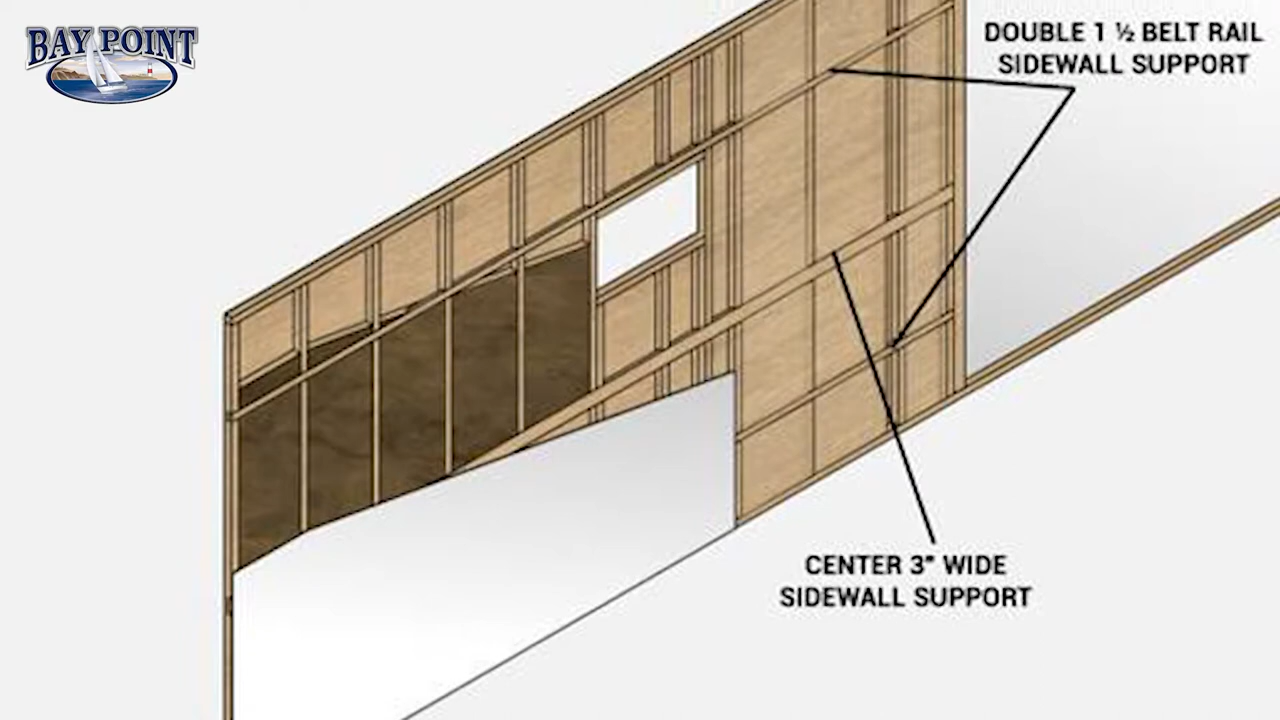 BAY POINT
DOUBLE 1 ½ BELT RAIL
SIDEWALL SUPPORT
CENTER 3" WIDE
SIDEWALL SUPPORT